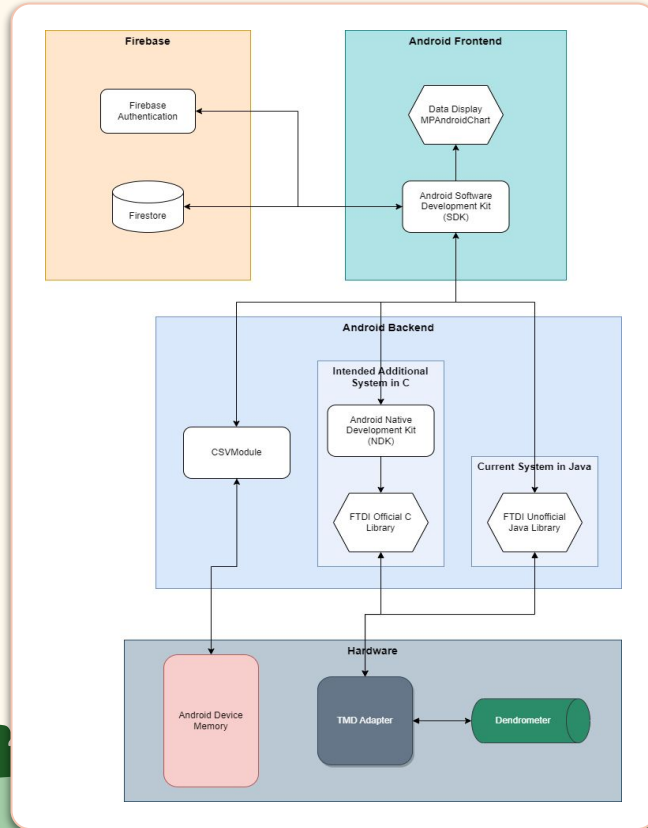 Firebase
Android Frontend
Firebase
Authentication
Data Display
MPAndroidChart
Firestore
Android Software
Development Kit
(SDK)
Android Backend
Intended Additional
System in C
Android Native
Development Kit
(NDK)
CSVModule
Current System in Java
FTDI Official C
Library
FTDI Unofficial
Java Library
Hardware
Android Device
Memory
TMD Adapter
Dendrometer